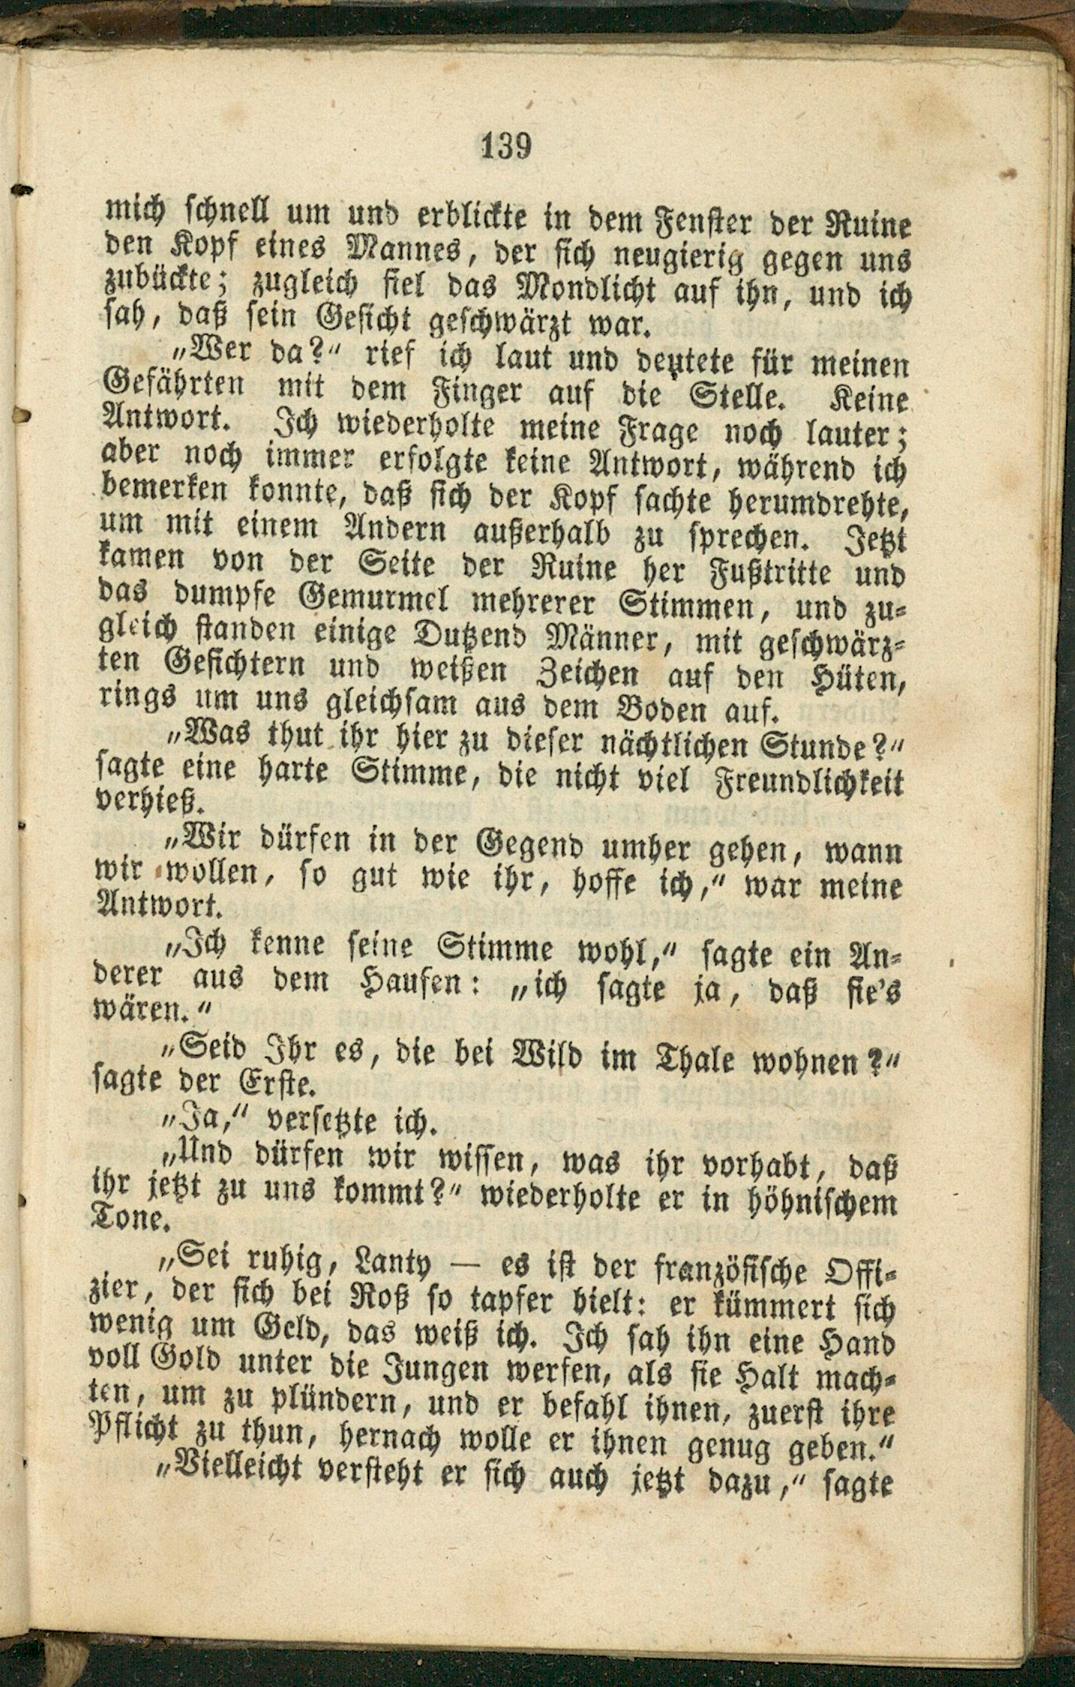 139
mich schnell um und erblickte in dem Fenster der Ruine
den Kopf eines Mannes, der sich neugierig gegen uns
zubückte; zugleich fiel das Mondlicht auf ihn, und ich
sah, daß sein Gesicht geschwärzt war.
„Wer da?“ rief ich laut und deutete für meinen
Gefährten mit dem Finger auf die Stelle. Keine
Antwort. Ich wiederholte meine Frage noch lauter;
aber noch immer erfolgte keine Antwort, während ich
bemerken konnte, daß sich der Kopf sachte herumdrehte,
um mit einem Andern außerhalb zu sprechen. Jetzt
kamen von der Seite der Ruine her Fußtritte und
das dumpfe Gemurmel mehrerer Stimmen, und zu-
gleich standen einige Dutzend Männer, mit geschwärz-
ten Gesichtern und weißen Zeichen auf den Hüten,
rings um uns gleichsam aus dem Boden auf.
„Was thut ihr hier zu dieser nächtlichen Stunde?“
sagte eine harte Stimme, die nicht viel Freundlichkeit
verhieß.
„Wir dürfen in der Gegend umher gehen, wann
wir wollen, so gut wie ihr, hoffe ich,“ war meine
Antwort.
„Ich kenne seine Stimme wohl,“ sagte ein An-
derer aus dem Haufen: „ich sagte ja, daß sie's
wären.“
„Seid Ihr es, die bei Wild im Thale wohnen?“
sagte der Erste.
„Ja,“ versetzte ich.
„Und dürfen wir wissen, was ihr vorhabt, daß
ihr jetzt zu uns kommt?“ wiederholte er in höhnischem
Tone.
„Sei ruhig, Lanty — es ist der französische Offi-
zier, der sich bei Roß so tapfer hielt: er kümmert sich
wenig um Geld, das weiß ich. Ich sah ihn eine Hand
voll Gold unter die Jungen werfen, als sie Halt mach-
ten, um zu plündern, und er befahl ihnen, zuerst ihre
Pflicht zu thun, hernach wolle er ihnen genug geben.“
„Vielleicht versteht er sich auch jetzt dazu,“ sagte